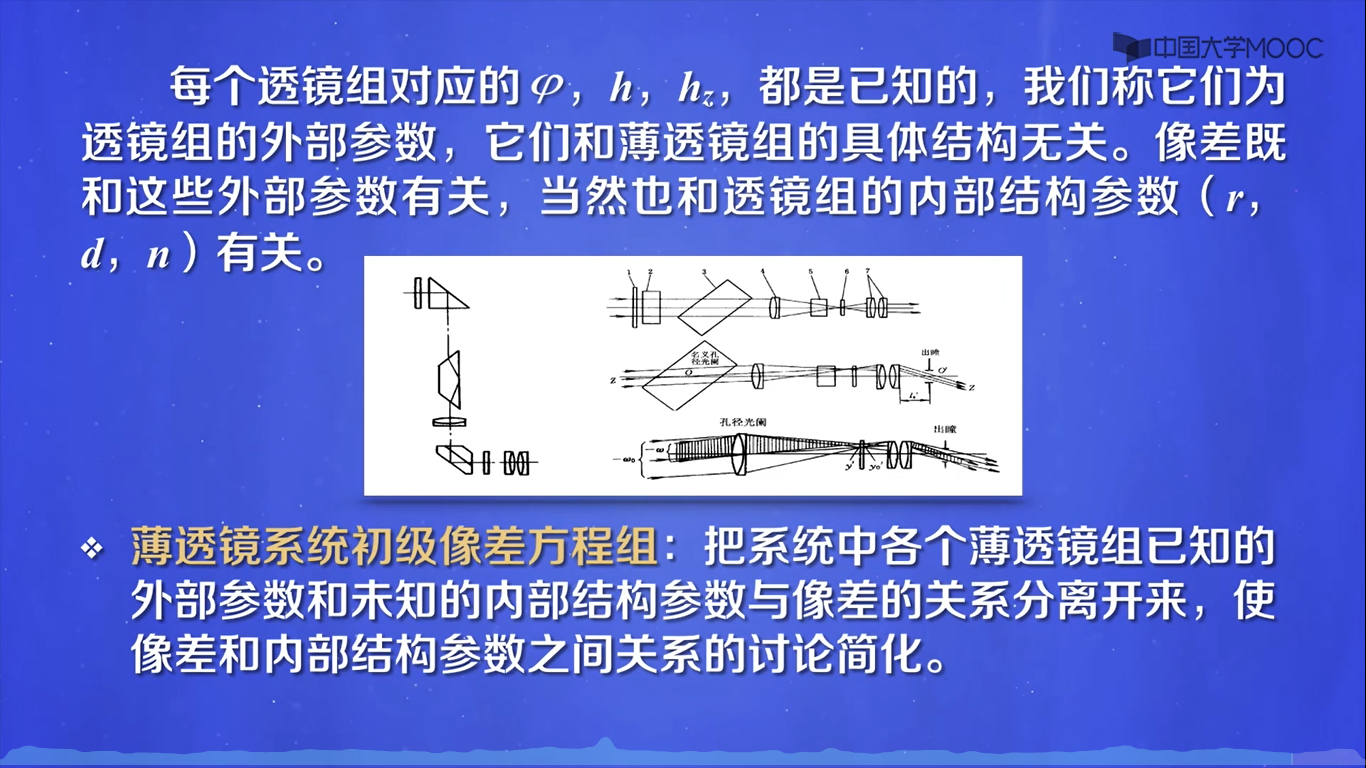 中国大学MOOC
每个透镜组对应的 φ，h，hz，都是已知的，我们称它们为
透镜组的外部参数，它们和薄透镜组的具体结构无关。像差既
和这些外部参数有关，当然也和透镜组的内部结构参数（r，
d，n）有关。
1 2 3 4 5 6 7
名义孔
径光阑
O
Z
出瞳
O'
Z
孔径光阑
出瞳
-ω₀
-ω
y'
y₀'
❖ 薄透镜系统初级像差方程组：把系统中各个薄透镜组已知的
外部参数和未知的内部结构参数与像差的关系分离开来，使
像差和内部结构参数之间关系的讨论简化。